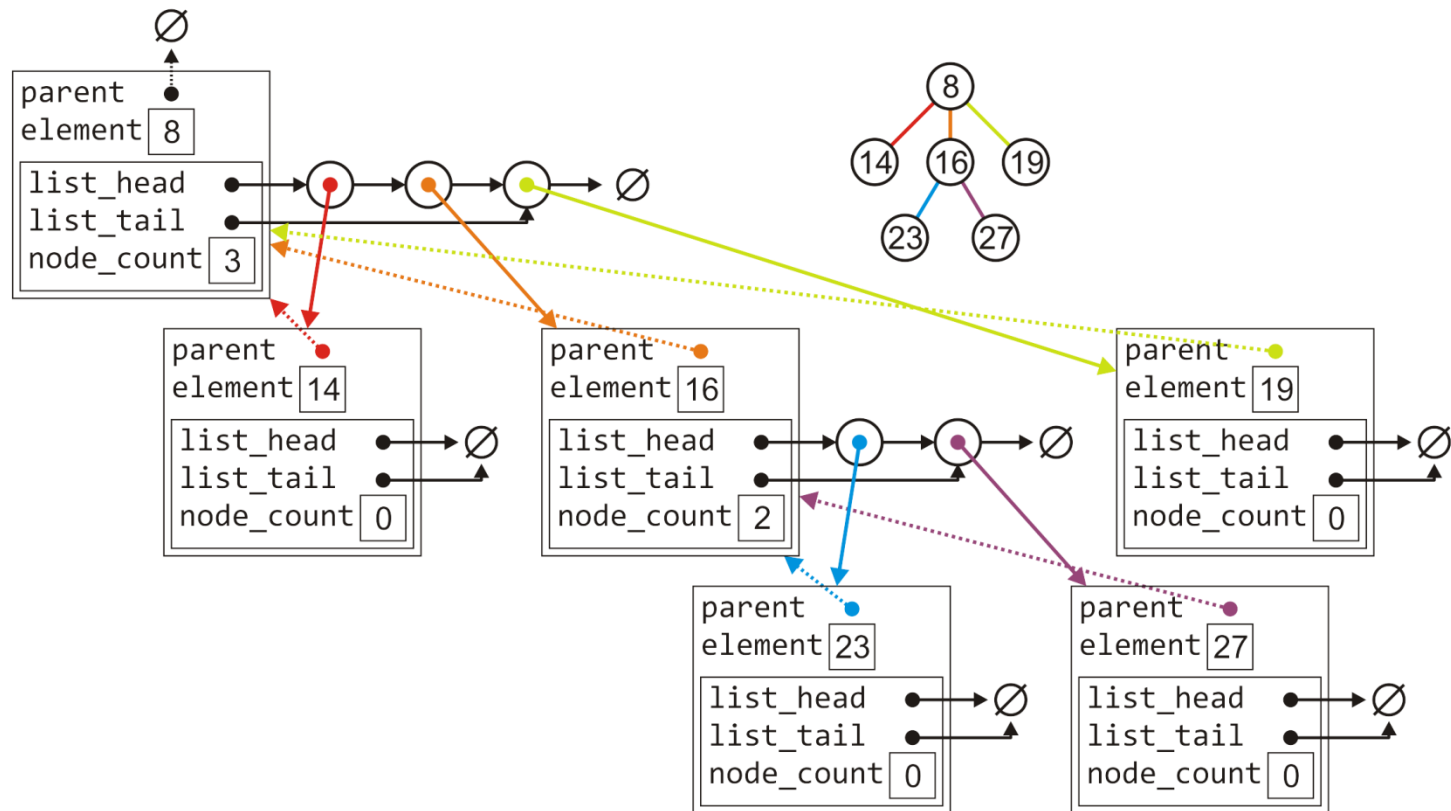 ∅
parent
element 8
list_head
list_tail
node_count 3
∅
8
14 16 19
23 27
parent
element 14
list_head
list_tail
node_count 0
∅
parent
element 16
list_head
list_tail
node_count 2
∅
parent
element 19
list_head
list_tail
node_count 0
∅
parent
element 23
list_head
list_tail
node_count 0
∅
parent
element 27
list_head
list_tail
node_count 0
∅